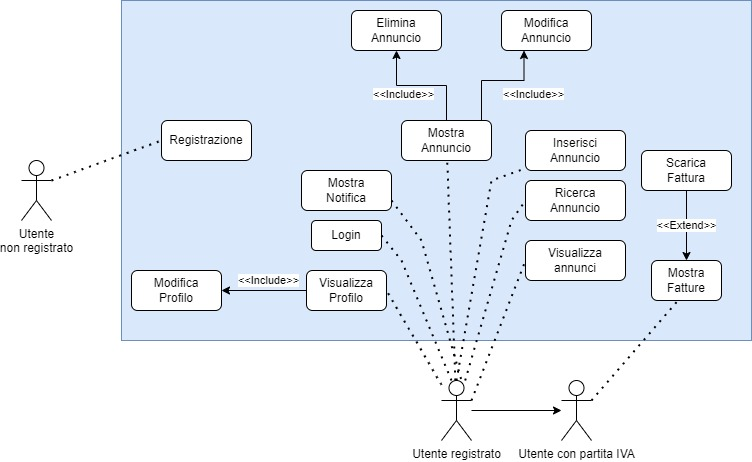 Elimina
Annuncio
Modifica
Annuncio
<<Include>>
<<Include>>
Registrazione
Mostra
Annuncio
Inserisci
Annuncio
Scarica
Fattura
Utente
non registrato
Mostra
Notifica
Ricerca
Annuncio
<<Extend>>
Login
Visualizza
annunci
Modifica
Profilo
<<Include>>
Visualizza
Profilo
Mostra
Fatture
Utente registrato
Utente con partita IVA